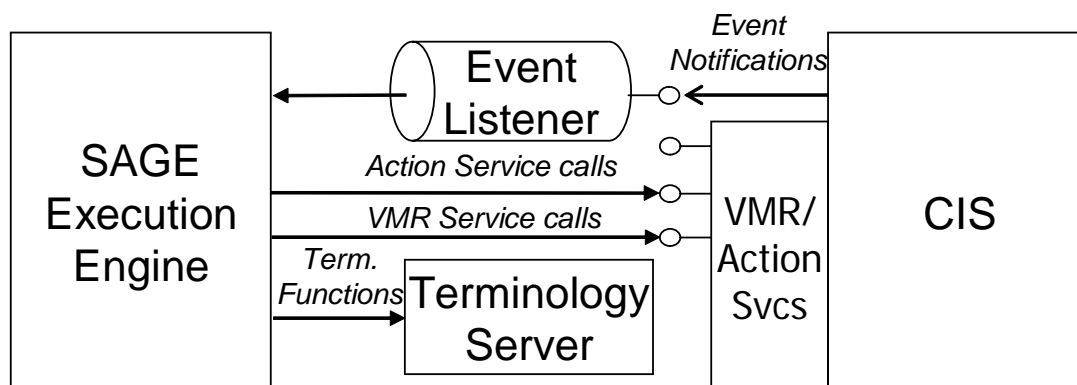 Event
Notifications
Event
Listener
SAGE
Execution
Engine
Action Service calls
VMR Service calls
Term.
Functions
Terminology
Server
VMR/
Action
Svcs
CIS